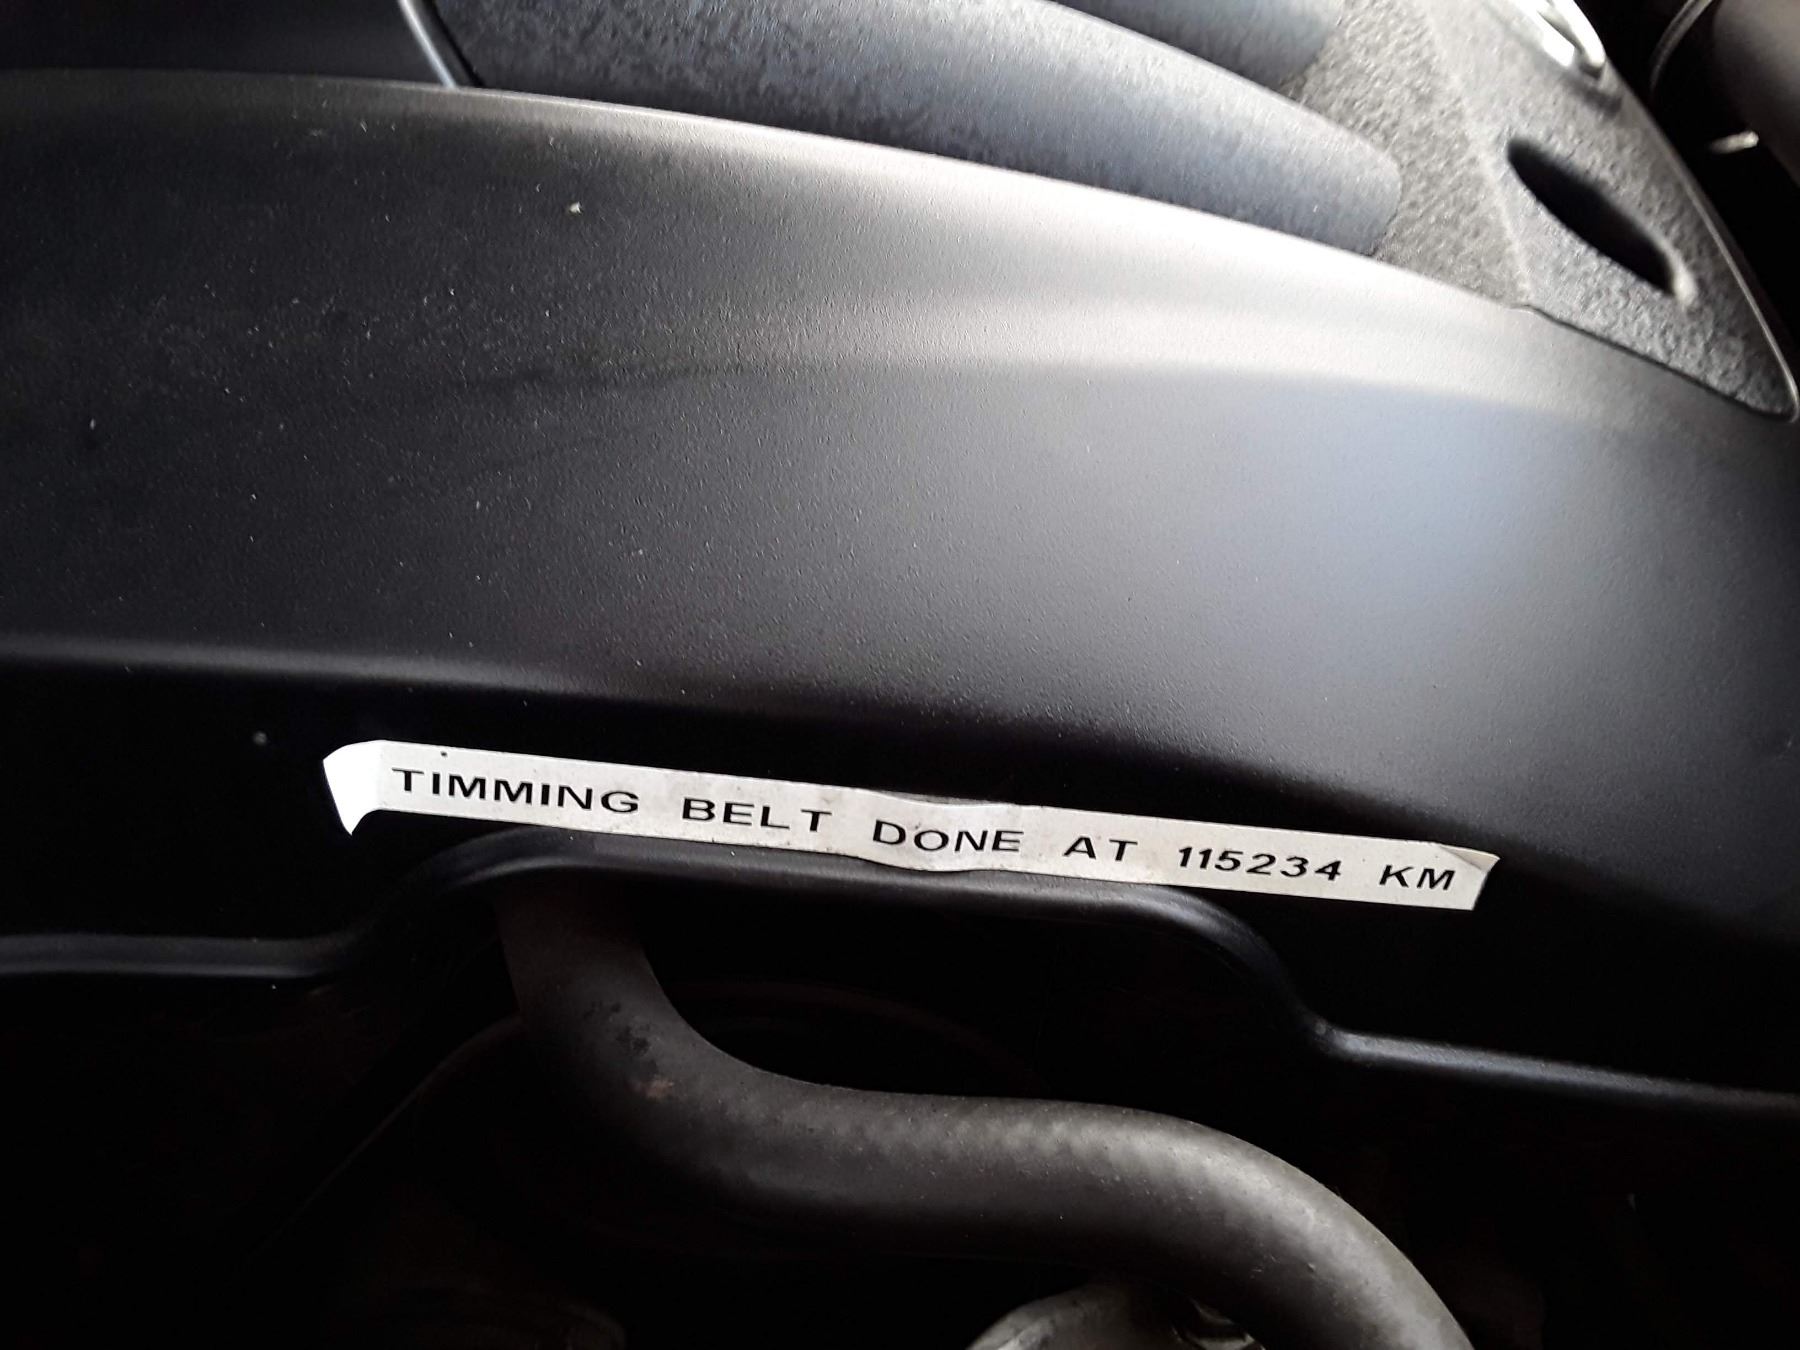 TIMMING BELT DONE AT 115234 KM